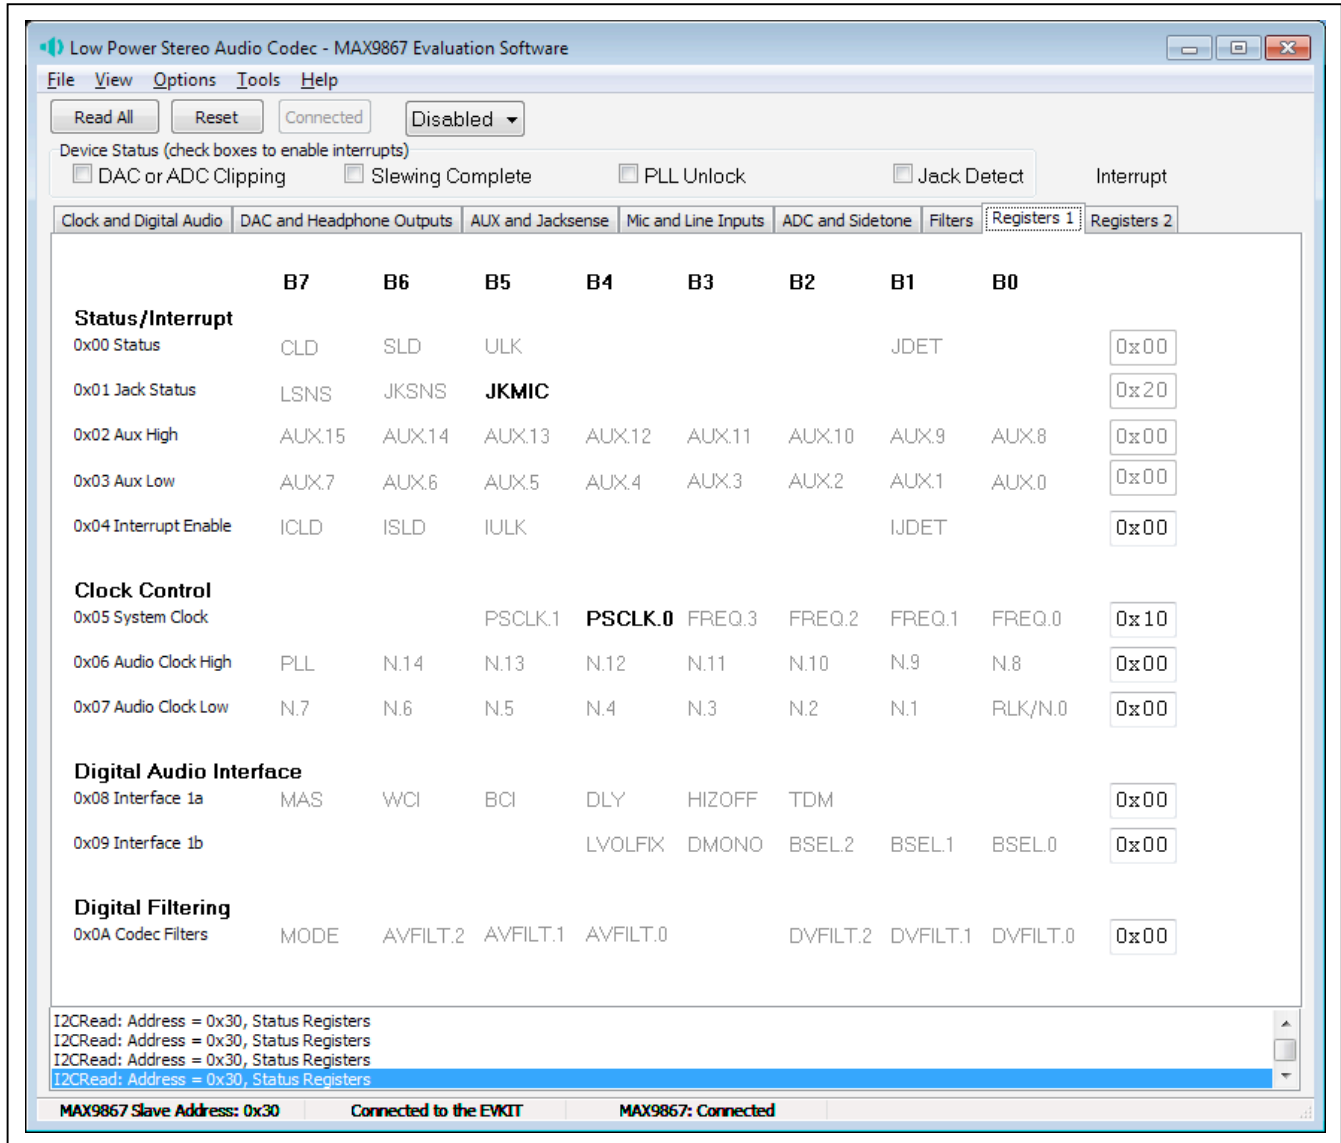 Low Power Stereo Audio Codec - MAX9867 Evaluation Software
File View Options Tools Help
Read All Reset Connected Disabled
Device Status (check boxes to enable interrupts)
DAC or ADC Clipping Slewing Complete PLL Unlock Jack Detect Interrupt
Clock and Digital Audio DAC and Headphone Outputs AUX and Jacksense Mic and Line Inputs ADC and Sidetone Filters Registers 1 Registers 2
B7 B6 B5 B4 B3 B2 B1 B0
Status/Interrupt
0x00 Status CLD SLD ULK JDET 0x00
0x01 Jack Status LSNS JKSNS JKMIC 0x20
0x02 Aux High AUX.15 AUX.14 AUX.13 AUX.12 AUX.11 AUX.10 AUX.9 AUX.8 0x00
0x03 Aux Low AUX.7 AUX.6 AUX.5 AUX.4 AUX.3 AUX.2 AUX.1 AUX.0 0x00
0x04 Interrupt Enable ICLD ISLD IULK IJDET 0x00
Clock Control
0x05 System Clock PSCLK.1 PSCLK.0 FREQ.3 FREQ.2 FREQ.1 FREQ.0 0x10
0x06 Audio Clock High PLL N.14 N.13 N.12 N.11 N.10 N.9 N.8 0x00
0x07 Audio Clock Low N.7 N.6 N.5 N.4 N.3 N.2 N.1 RLK/N.0 0x00
Digital Audio Interface
0x08 Interface 1a MAS WCI BCI DLY HIZOFF TDM 0x00
0x09 Interface 1b LVOLFIX DMONO BSEL.2 BSEL.1 BSEL.0 0x00
Digital Filtering
0x0A Codec Filters MODE AVFILT.2 AVFILT.1 AVFILT.0 DVFILT.2 DVFILT.1 DVFILT.0 0x00
I2CRead: Address = 0x30, Status Registers
I2CRead: Address = 0x30, Status Registers
I2CRead: Address = 0x30, Status Registers
I2CRead: Address = 0x30, Status Registers
MAX9867 Slave Address: 0x30 Connected to the EVKIT MAX9867: Connected